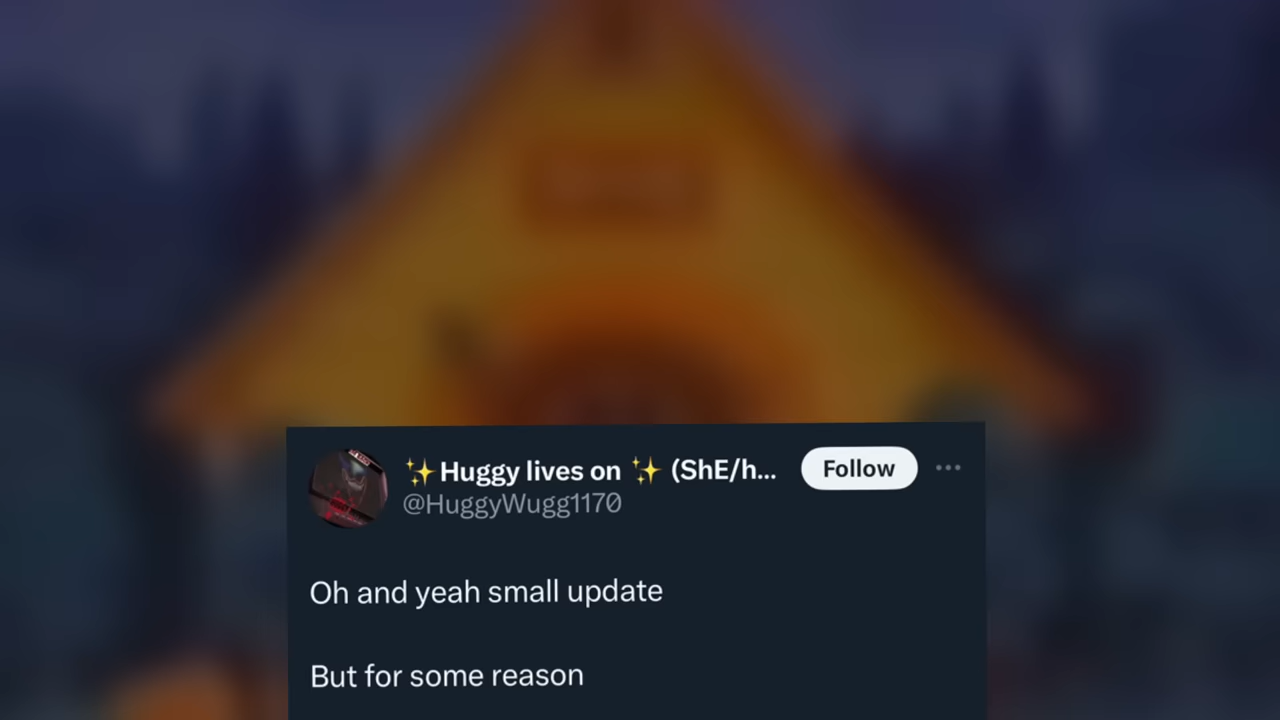 ✨Huggy lives on ✨ (ShE/h...
Follow
@HuggyWugg1170
Oh and yeah small update
But for some reason